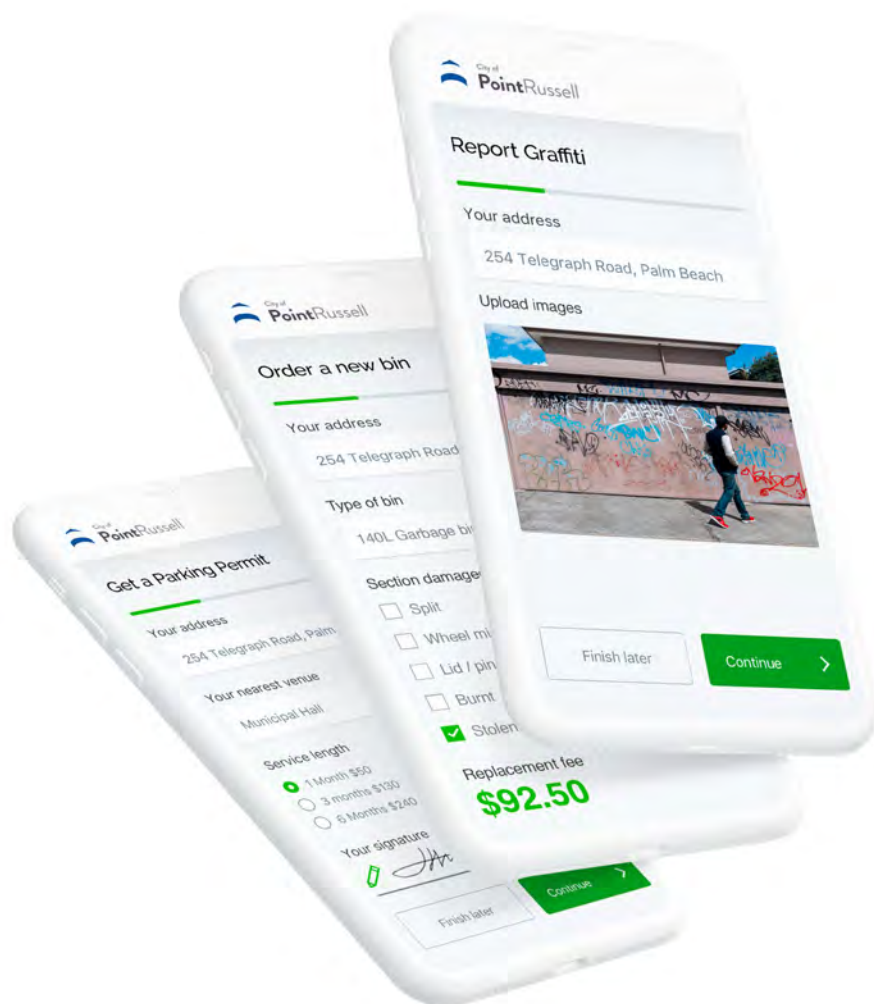 City of
PointRussell
Report Graffiti
Your address
254 Telegraph Road, Palm Beach
Upload images
Finish later
Continue
City of
PointRussell
Order a new bin
Your address
254 Telegraph Road
Type of bin
140L Garbage bin
Section damaged
Split
Wheel mi
Lid / pin
Burnt
Stolen
Replacement fee
$92.50
City of
PointRussell
Get a Parking Permit
Your address
254 Telegraph Road, Palm
Your nearest venue
Municipal Hall
Service length
1 Month $50
3 months $130
6 Months $240
Your signature
Finish later
Continue